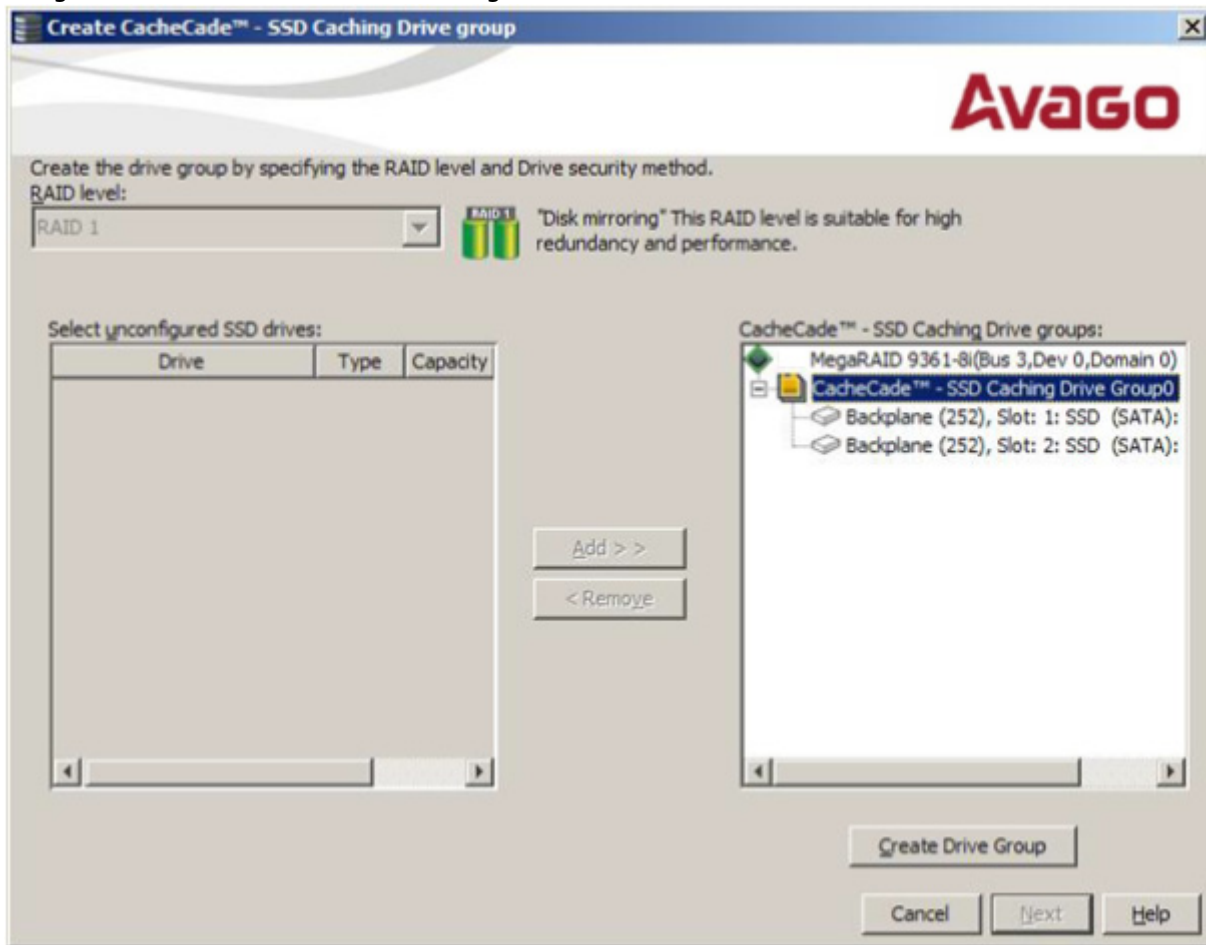 Create CacheCade™ - SSD Caching Drive group
Avago
Create the drive group by specifying the RAID level and Drive security method.
RAID level:
RAID 1
RAID 1
"Disk mirroring" This RAID level is suitable for high
redundancy and performance.
Select unconfigured SSD drives:
Drive Type Capacity
CacheCade™ - SSD Caching Drive groups:
MegaRAID 9361-8i(Bus 3,Dev 0,Domain 0)
CacheCade™ - SSD Caching Drive Group0
Backplane (252), Slot: 1: SSD (SATA):
Backplane (252), Slot: 2: SSD (SATA):
Add > >
< Remove
Create Drive Group
Cancel Next Help